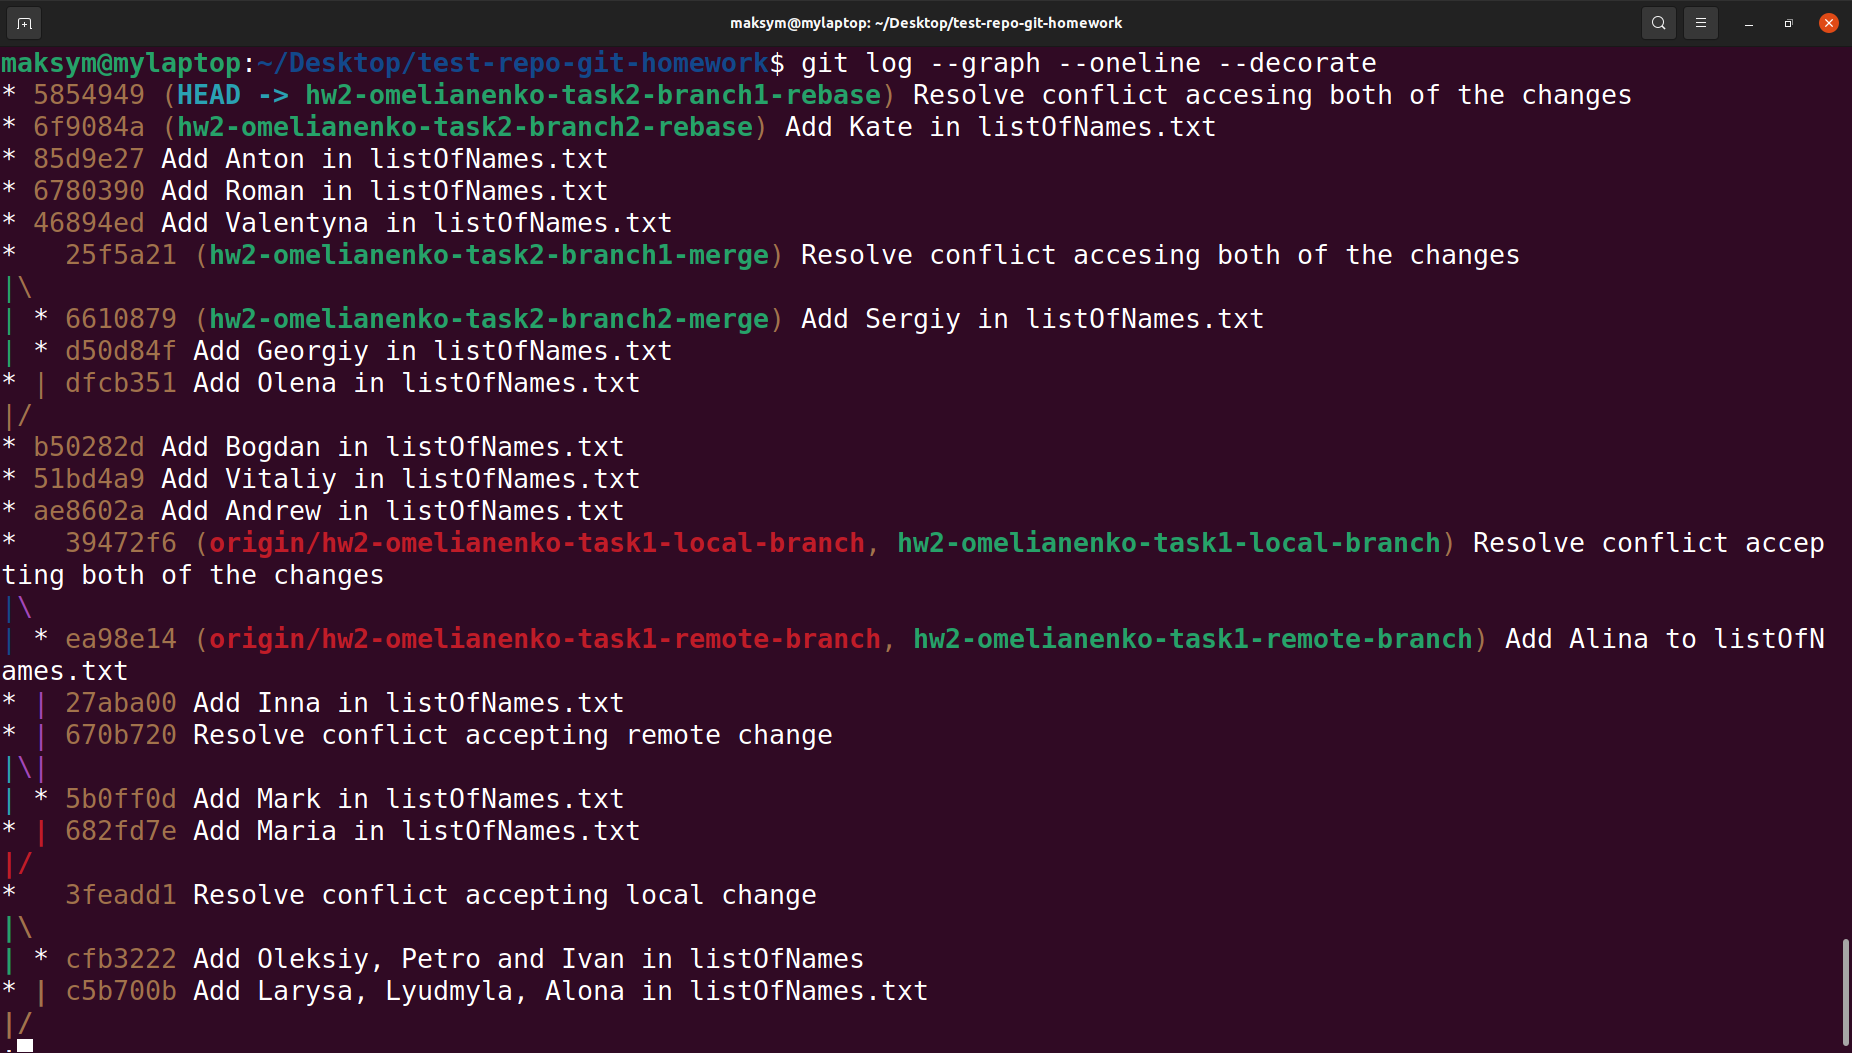 maksym@mylaptop: ~/Desktop/test-repo-git-homework
maksym@mylaptop:~/Desktop/test-repo-git-homework$ git log --graph --oneline --decorate
* 5854949 (HEAD -> hw2-omelianenko-task2-branch1-rebase) Resolve conflict accesing both of the changes
* 6f9084a (hw2-omelianenko-task2-branch2-rebase) Add Kate in listOfNames.txt
* 85d9e27 Add Anton in listOfNames.txt
* 6780390 Add Roman in listOfNames.txt
* 46894ed Add Valentyna in listOfNames.txt
*   25f5a21 (hw2-omelianenko-task2-branch1-merge) Resolve conflict accesing both of the changes
|\
| * 6610879 (hw2-omelianenko-task2-branch2-merge) Add Sergiy in listOfNames.txt
| * d50d84f Add Georgiy in listOfNames.txt
* | dfcb351 Add Olena in listOfNames.txt
|/
* b50282d Add Bogdan in listOfNames.txt
* 51bd4a9 Add Vitaliy in listOfNames.txt
* ae8602a Add Andrew in listOfNames.txt
*   39472f6 (origin/hw2-omelianenko-task1-local-branch, hw2-omelianenko-task1-local-branch) Resolve conflict accep
ting both of the changes
|\
| * ea98e14 (origin/hw2-omelianenko-task1-remote-branch, hw2-omelianenko-task1-remote-branch) Add Alina to listOfN
ames.txt
* | 27aba00 Add Inna in listOfNames.txt
* | 670b720 Resolve conflict accepting remote change
|\|
| * 5b0ff0d Add Mark in listOfNames.txt
* | 682fd7e Add Maria in listOfNames.txt
|/
*   3feadd1 Resolve conflict accepting local change
|\
| * cfb3222 Add Oleksiy, Petro and Ivan in listOfNames
* | c5b700b Add Larysa, Lyudmyla, Alona in listOfNames.txt
|/
: